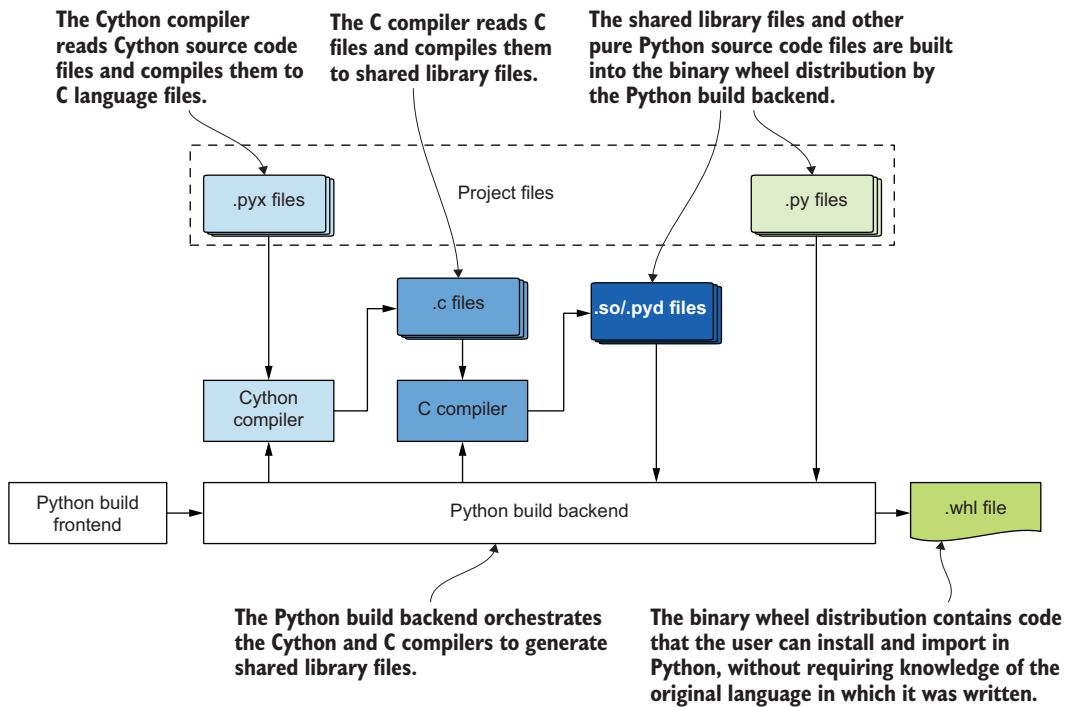 The Cython compiler
reads Cython source code
files and compiles them to
C language files.
The C compiler reads C
files and compiles them
to shared library files.
The shared library files and other
pure Python source code files are built
into the binary wheel distribution by
the Python build backend.
.pyx files
Project files
.py files
.c files
.so/.pyd files
Cython
compiler
C compiler
Python build
frontend
Python build backend
.whl file
The Python build backend orchestrates
the Cython and C compilers to generate
shared library files.
The binary wheel distribution contains code
that the user can install and import in
Python, without requiring knowledge of the
original language in which it was written.